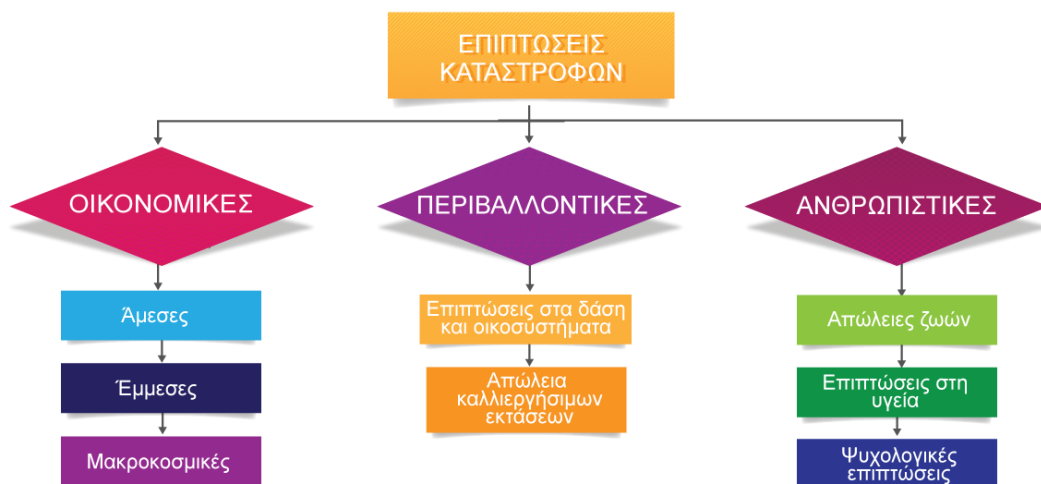 ΕΠΙΠΤΩΣΕΙΣ
ΚΑΤΑΣΤΡΟΦΩΝ
ΟΙΚΟΝΟΜΙΚΕΣ
ΠΕΡΙΒΑΛΛΟΝΤΙΚΕΣ
ΑΝΘΡΩΠΙΣΤΙΚΕΣ
Άμεσες
Έμμεσες
Μακροκοσμικές
Επιπτώσεις στα δάση
και οικοσυστήματα
Απώλεια
καλλιεργήσιμων
εκτάσεων
Απώλειες ζωών
Επιπτώσεις στη
υγεία
Ψυχολογικές
επιπτώσεις